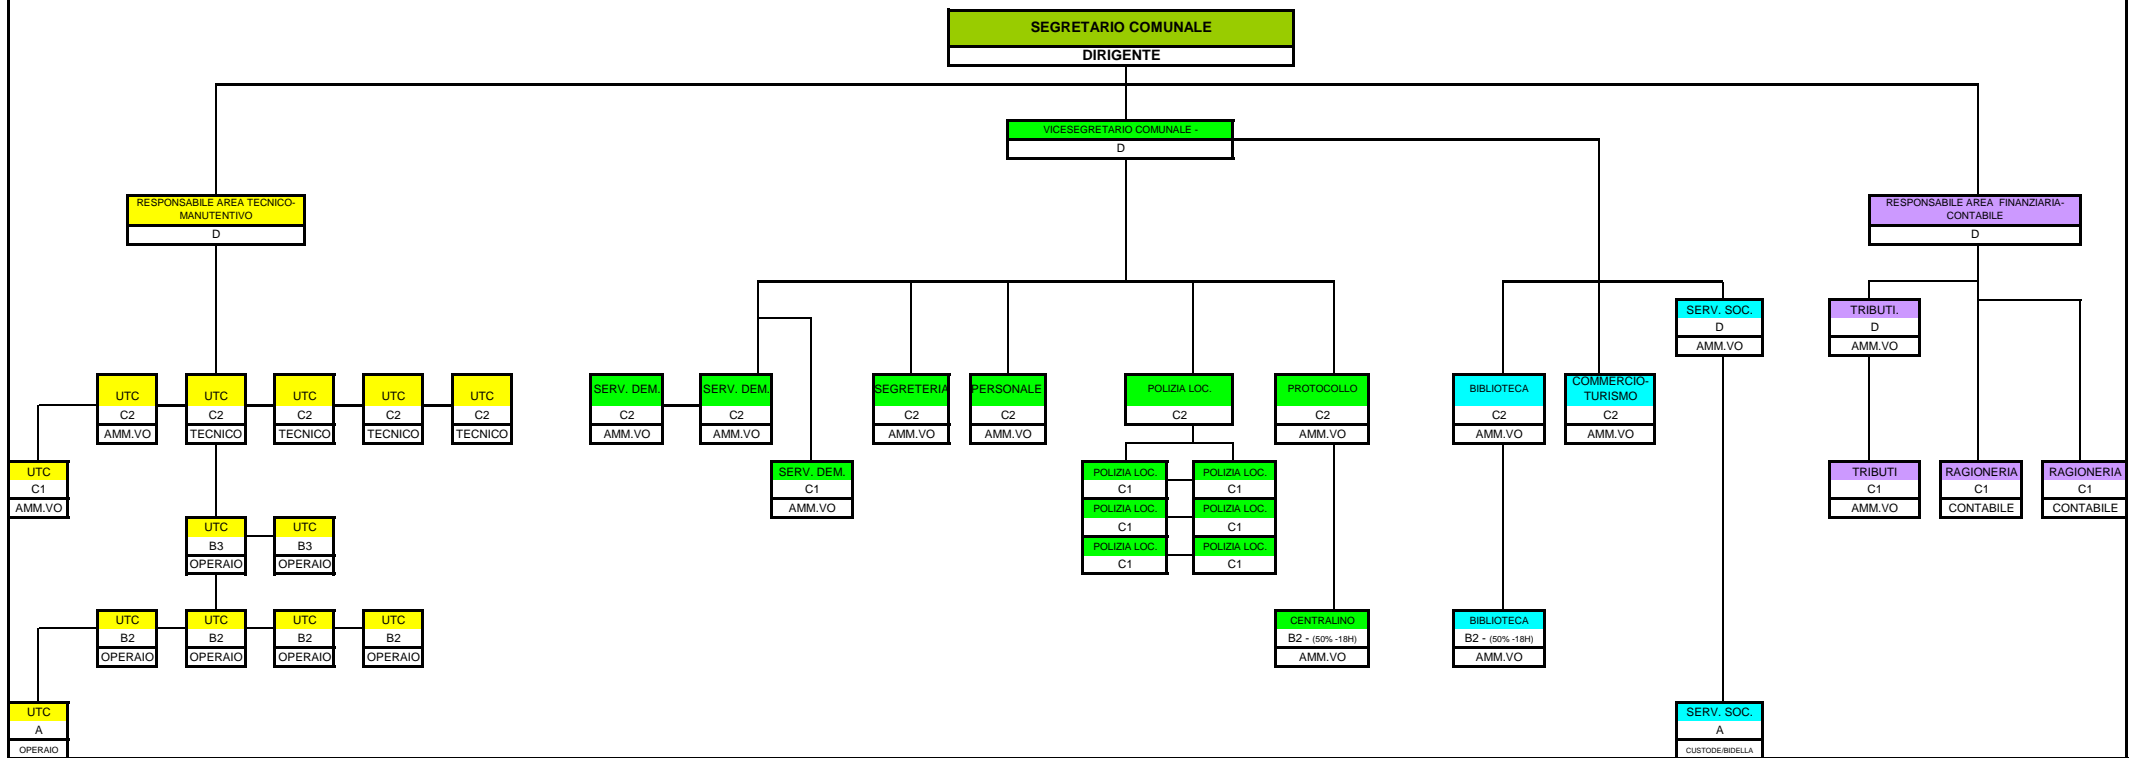 SEGRETARIO COMUNALE
DIRIGENTE
VICESEGRETARIO COMUNALE -
D
RESPONSABILE AREA TECNICO-
MANUTENTIVO
D
RESPONSABILE AREA FINANZIARIA-
CONTABILE
D
SERV. SOC.
D
AMM.VO
TRIBUTI.
D
AMM.VO
UTC
C2
AMM.VO
UTC
C2
TECNICO
UTC
C2
TECNICO
UTC
C2
TECNICO
UTC
C2
TECNICO
SERV. DEM.
C2
AMM.VO
SERV. DEM.
C2
AMM.VO
SEGRETERIA
C2
AMM.VO
PERSONALE
C2
AMM.VO
POLIZIA LOC.
C2
PROTOCOLLO
C2
AMM.VO
BIBLIOTECA
C2
AMM.VO
COMMERCIO-
TURISMO
C2
AMM.VO
UTC
C1
AMM.VO
SERV. DEM.
C1
AMM.VO
POLIZIA LOC.
C1
POLIZIA LOC.
C1
POLIZIA LOC.
C1
POLIZIA LOC.
C1
POLIZIA LOC.
C1
POLIZIA LOC.
C1
TRIBUTI
C1
AMM.VO
RAGIONERIA
C1
CONTABILE
RAGIONERIA
C1
CONTABILE
UTC
B3
OPERAIO
UTC
B3
OPERAIO
UTC
B2
OPERAIO
UTC
B2
OPERAIO
UTC
B2
OPERAIO
UTC
B2
OPERAIO
CENTRALINO
B2 - (50% -18H)
AMM.VO
BIBLIOTECA
B2 - (50% -18H)
AMM.VO
UTC
A
OPERAIO
SERV. SOC.
A
CUSTODE/BIDELLA